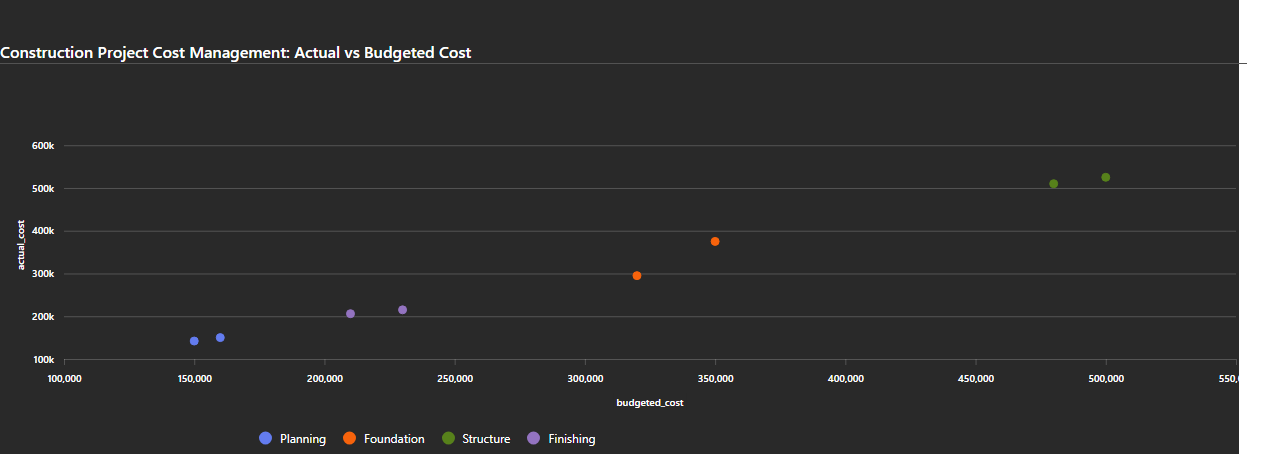 Construction Project Cost Management: Actual vs Budgeted Cost
600k
500k
400k
300k
200k
100k
actual_cost
100,000 150,000 200,000 250,000 300,000 350,000 400,000 450,000 500,000 550,
budgeted_cost
Planning Foundation Structure Finishing